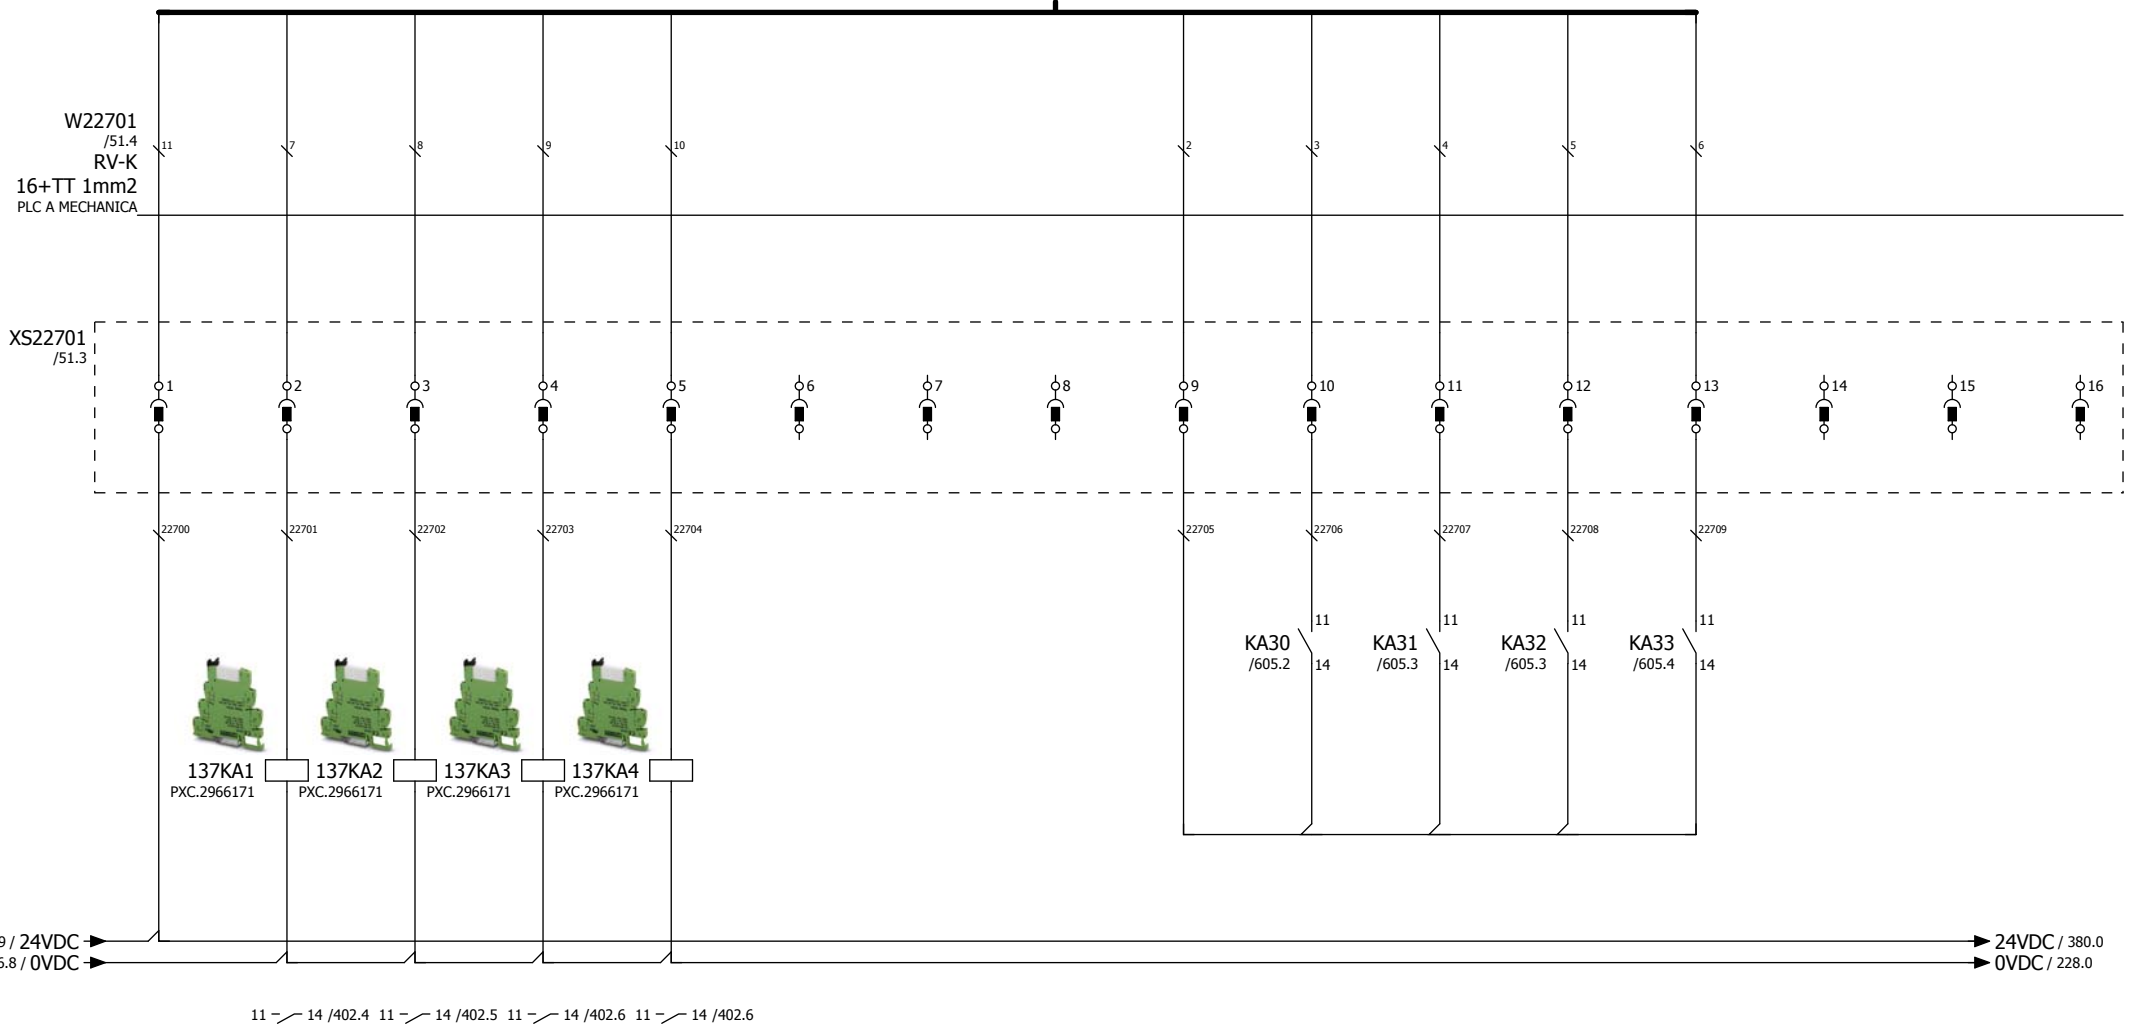 W22701
/51.4
RV-K
16+TT 1mm2
PLC A MECHANICA
11 7 8 9 10 2 3 4 5 6
XS22701
/51.3
1 2 3 4 5 6 7 8 9 10 11 12 13 14 15 16
22700 22701 22702 22703 22704 22705 22706 22707 22708 22709
11 11 11 11
KA30 KA31 KA32 KA33
/605.2 14 /605.3 14 /605.3 14 /605.4 14
137KA1 137KA2 137KA3 137KA4
PXC.2966171 PXC.2966171 PXC.2966171 PXC.2966171
9 / 24VDC 24VDC / 380.0
6.8 / 0VDC 0VDC / 228.0
11 14 /402.4 11 14 /402.5 11 14 /402.6 11 14 /402.6